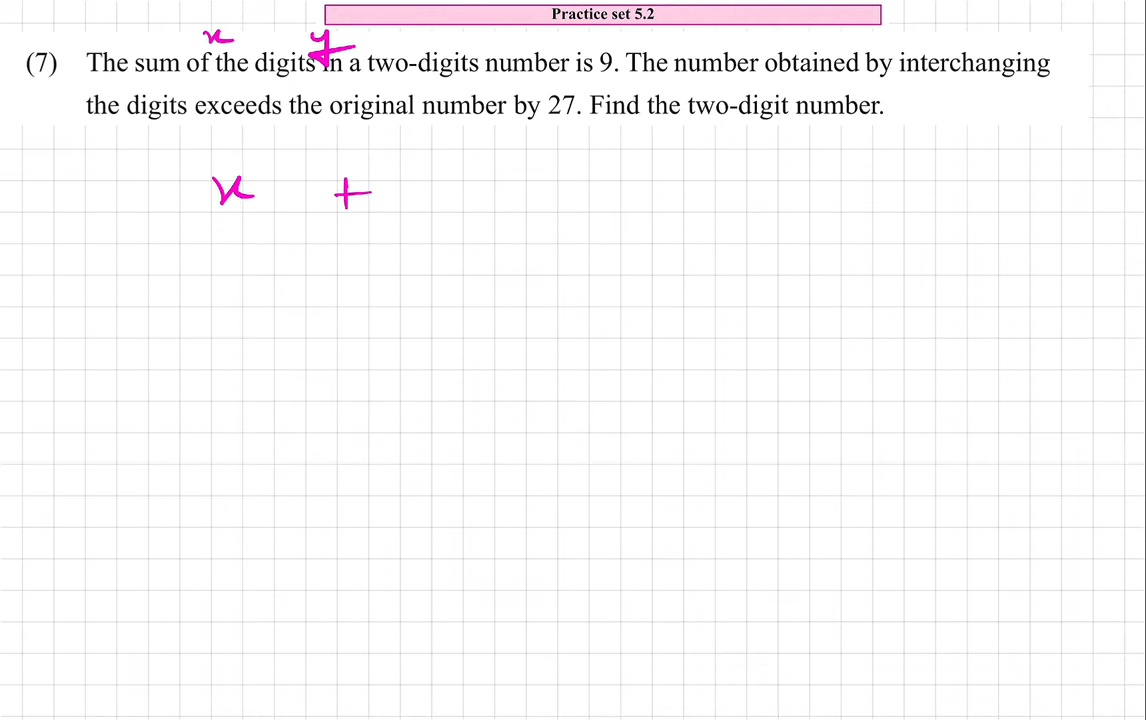 Practice set 5.2
x y
(7) The sum of the digits in a two-digits number is 9. The number obtained by interchanging
the digits exceeds the original number by 27. Find the two-digit number.
x +